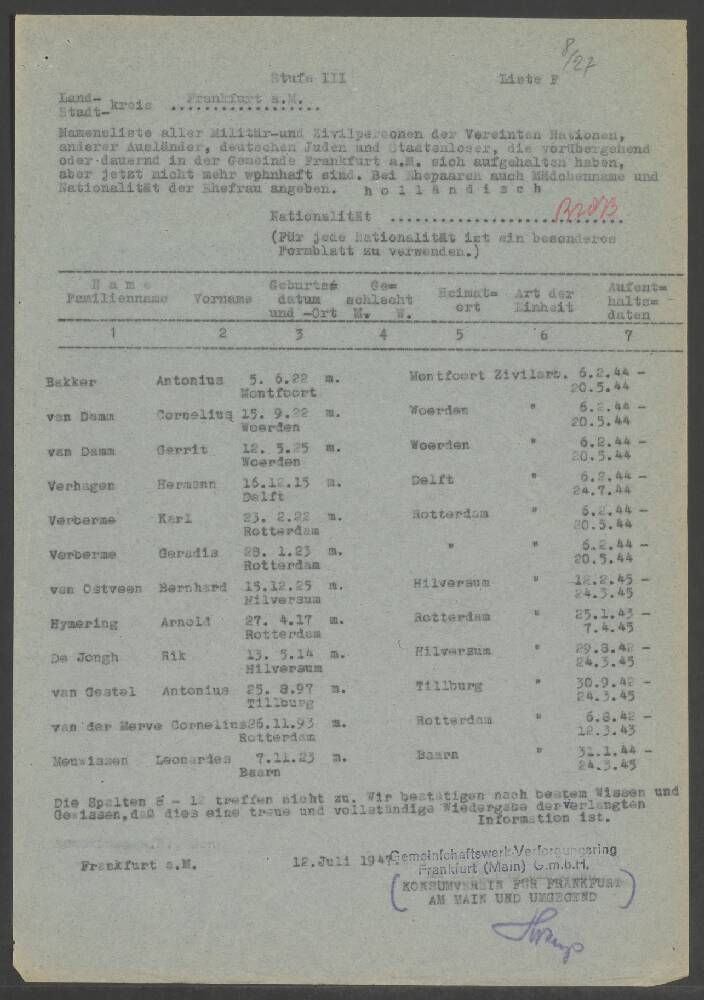 8/27
Stufe III Liste F
Land-
Stadt- kreis Frankfurt a.M.
Namensliste aller Militär-und Zivilpersonen der Vereinten Nationen,
anderer Ausländer, deutschen Juden und Staatenloser, die vorübergehend
oder dauernd in der Gemeinde Frankfurt a.M. sich aufgehalten haben,
aber jetzt nicht mehr wohnhaft sind. Bei Ehepaaren auch Mädchenname und
Nationalität der Ehefrau angeben. h o l l ä n d i s c h
Nationalität ..............................
(Für jede Nationalität ist ein besonderes
Formblatt zu verwenden.)
N a m e Geburts= Ge= Heimat= Art der Aufent=
Familienname Vorname datum schlecht ort Einheit halts=
und -Ort M. W. daten
1 2 3 4 5 6 7
Bakker Antonius 5. 6.22 m. Montfoort Zivilarb. 6.2.44 -
Montfoort 20.5.44
van Damm Cornelius 15. 9.22 m. Woerden " 6.2.44 -
Woerden 20.5.44
van Damm Gerrit 12. 5.25 m. Woerden " 6.2.44 -
Woerden 20.5.44
Verhagen Hermann 16.12.15 m. Delft " 6.2.44 -
Delft 24.7.44
Verberme Karl 23. 2.22 m. Rotterdam " 6.2.44 -
Rotterdam 20.5.44
Verberme Geradis 28. 1.23 m. " " 6.2.44 -
Rotterdam 20.5.44
van Ostveen Bernhard 15.12.25 m. Hilversum " 12.2.45 -
Hilversum 24.3.45
Hymering Arnold 27. 4.17 m. Rotterdam " 25.1.43 -
Rotterdam 7.4.45
De Jongh Rik 13. 5.14 m. Hilversum " 29.8.42 -
Hilversum 24.3.45
van Gestel Antonius 25. 8.97 m. Tillburg " 30.9.42 -
Tillburg 24.3.45
van der Merve Cornelius 26.11.93 m. Rotterdam " 6.8.42 -
Rotterdam 12.3.43
Meuwissen Leonardes 7.11.23 m. Baarn " 31.1.44 -
Baarn 24.3.45
Die Spalten 8 - 12 treffen nicht zu. Wir bestätigen nach bestem Wissen und
Gewissen,daß dies eine treue und vollständige Wiedergabe der verlangten
Information ist.
Frankfurt a.M. 12.Juli 1947 Gemeinschaftswerk-Versorgungsring
Frankfurt (Main) G.m.b.H.
(KONSUMVEREIN FÜR FRANKFURT
AM MAIN UND UMGEGEND)